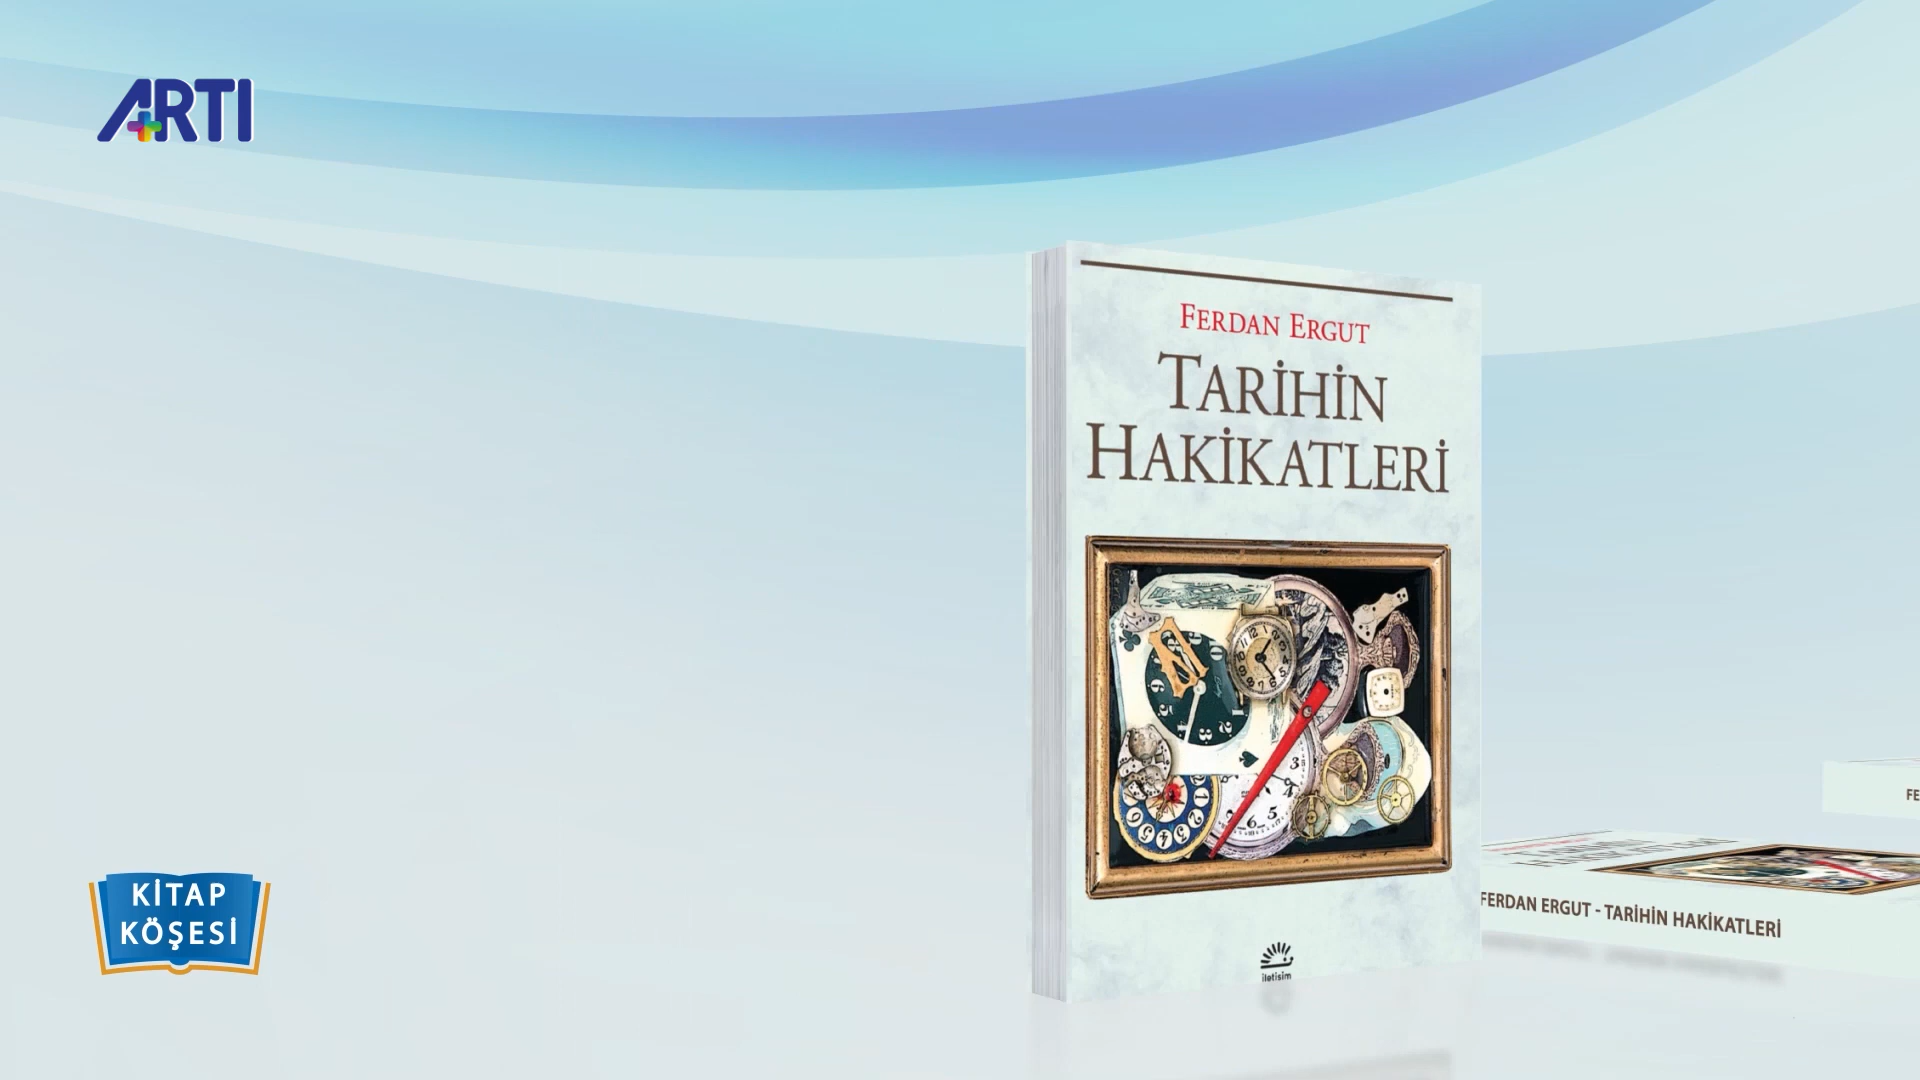 ARTI
FERDAN ERGUT
TARİHİN
HAKİKATLERİ
iletişim
FERDAN ERGUT - TARİHİN HAKİKATLERİ
KİTAP
KÖŞESİ